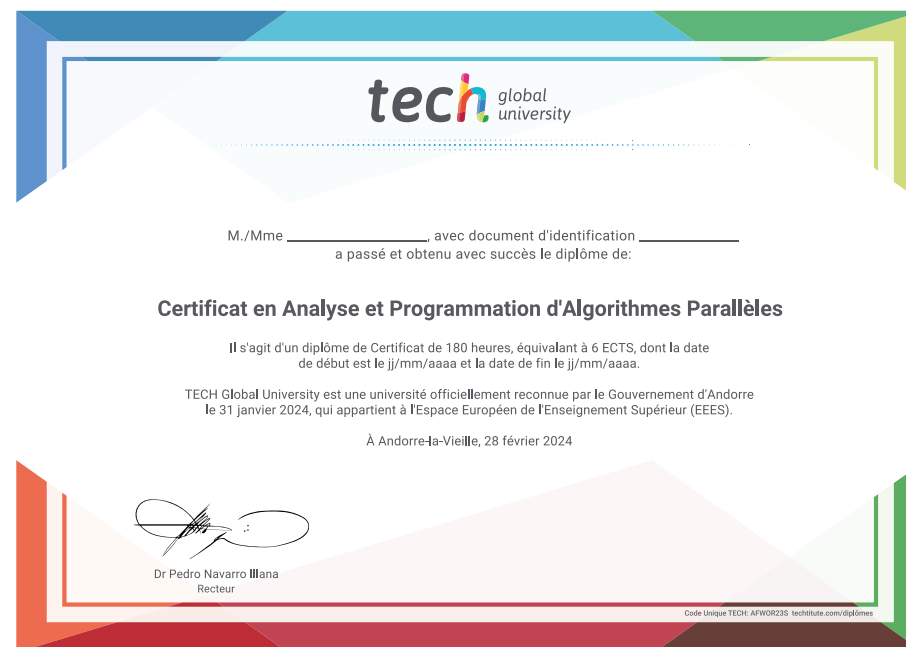 tech global university
M./Mme ____________________, avec document d'identification ______________
a passé et obtenu avec succès le diplôme de:
Certificat en Analyse et Programmation d'Algorithmes Parallèles
Il s'agit d'un diplôme de Certificat de 180 heures, équivalant à 6 ECTS, dont la date
de début est le jj/mm/aaaa et la date de fin le jj/mm/aaaa.
TECH Global University est une université officiellement reconnue par le Gouvernement d'Andorre
le 31 janvier 2024, qui appartient à l'Espace Européen de l'Enseignement Supérieur (EEES).
À Andorre-la-Vieille, 28 février 2024
Dr Pedro Navarro Illana
Recteur
Code Unique TECH: AFWOR23S techtitute.com/diplômes